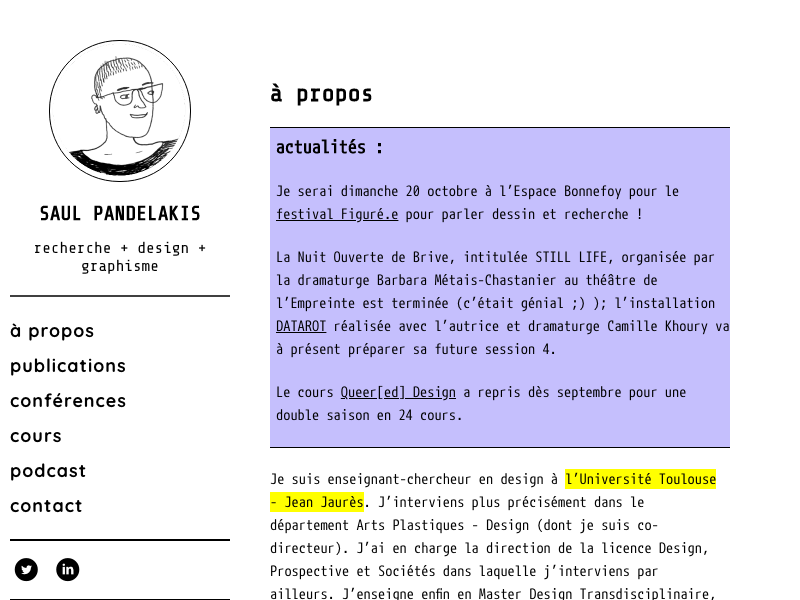 SAUL PANDELAKIS
recherche + design +
graphisme
à propos
publications
conférences
cours
podcast
contact
à propos
actualités :
Je serai dimanche 20 octobre à l’Espace Bonnefoy pour le
festival Figuré.e pour parler dessin et recherche !
La Nuit Ouverte de Brive, intitulée STILL LIFE, organisée par
la dramaturge Barbara Métais-Chastanier au théâtre de
l’Empreinte est terminée (c’était génial ;) ); l’installation
DATAROT réalisée avec l’autrice et dramaturge Camille Khoury va
à présent préparer sa future session 4.
Le cours Queer[ed] Design a repris dès septembre pour une
double saison en 24 cours.
Je suis enseignant-chercheur en design à l’Université Toulouse
- Jean Jaurès. J’interviens plus précisément dans le
département Arts Plastiques - Design (dont je suis co-
directeur). J’ai en charge la direction de la licence Design,
Prospective et Sociétés dans laquelle j’interviens par
ailleurs. J’enseigne enfin en Master Design Transdisciplinaire,